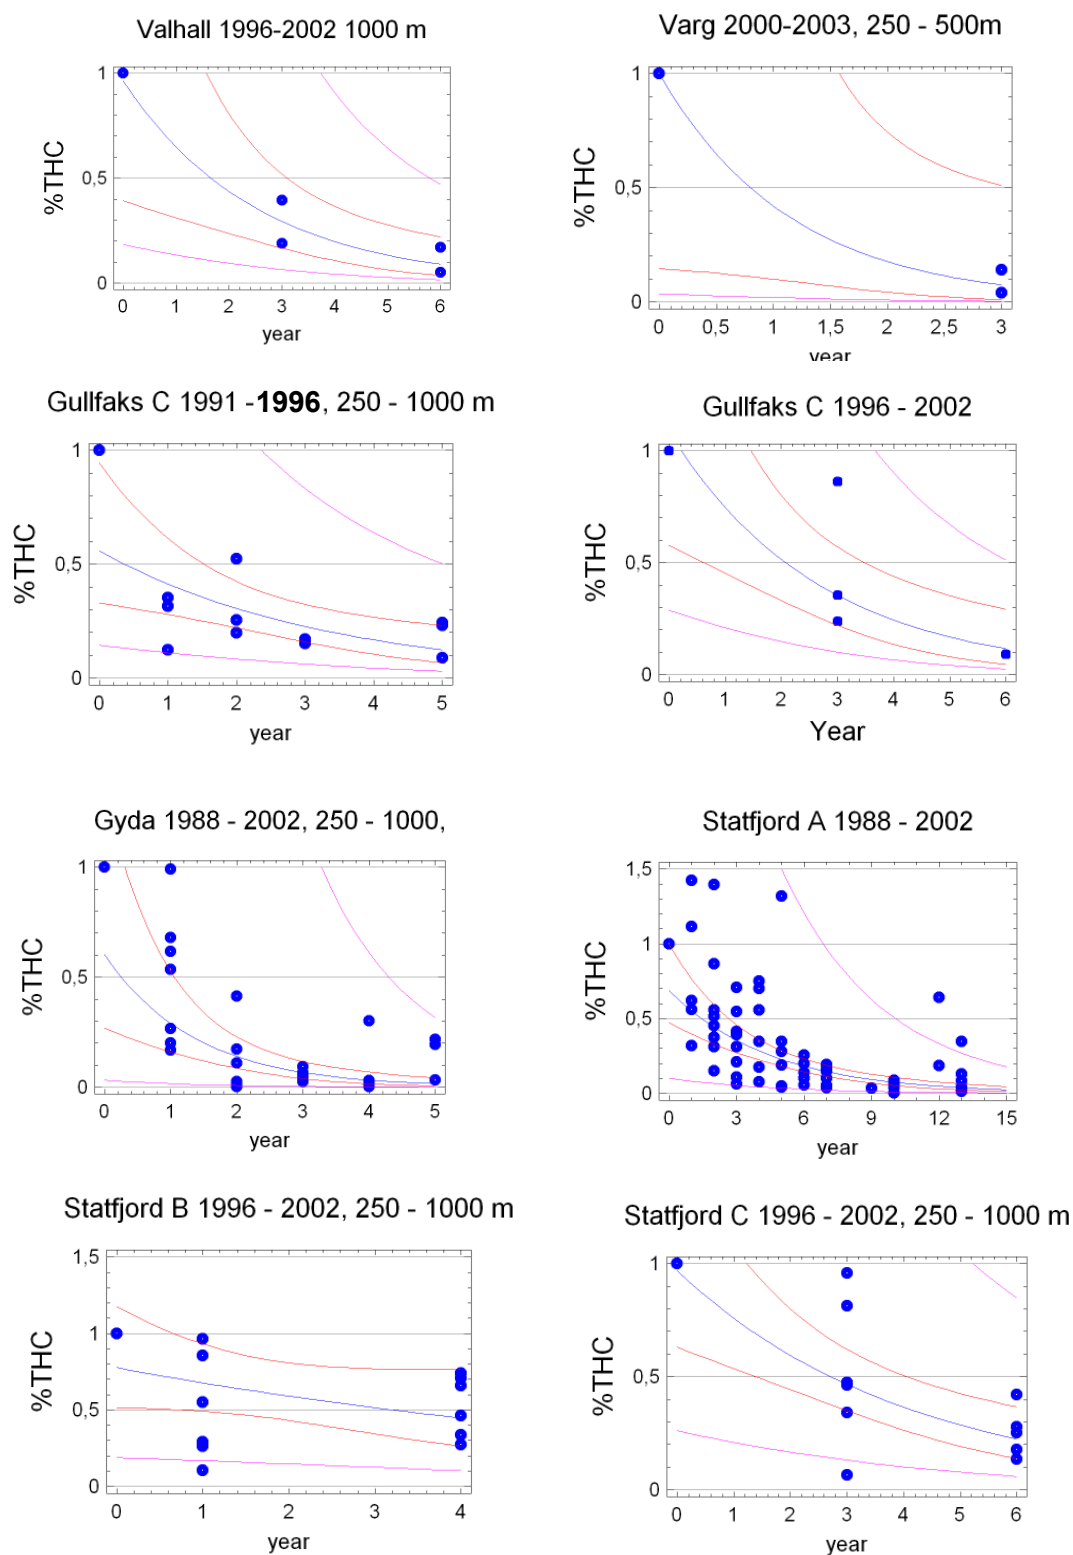 Valhall 1996-2002 1000 m
1
0,5
0
%THC
0 1 2 3 4 5 6
year
Varg 2000-2003, 250 - 500m
1
0,5
0
%THC
0 0,5 1 1,5 2 2,5 3
year
Gullfaks C 1991 -1996, 250 - 1000 m
1
0,5
0
%THC
0 1 2 3 4 5
year
Gullfaks C 1996 - 2002
1
0,5
0
%THC
0 1 2 3 4 5 6
Year
Gyda 1988 - 2002, 250 - 1000,
1
0,5
0
%THC
0 1 2 3 4 5
year
Statfjord A 1988 - 2002
1,5
1
0,5
0
%THC
0 3 6 9 12 15
year
Statfjord B 1996 - 2002, 250 - 1000 m
1,5
1
0,5
0
%THC
0 1 2 3 4
year
Statfjord C 1996 - 2002, 250 - 1000 m
1
0,5
0
%THC
0 1 2 3 4 5 6
year